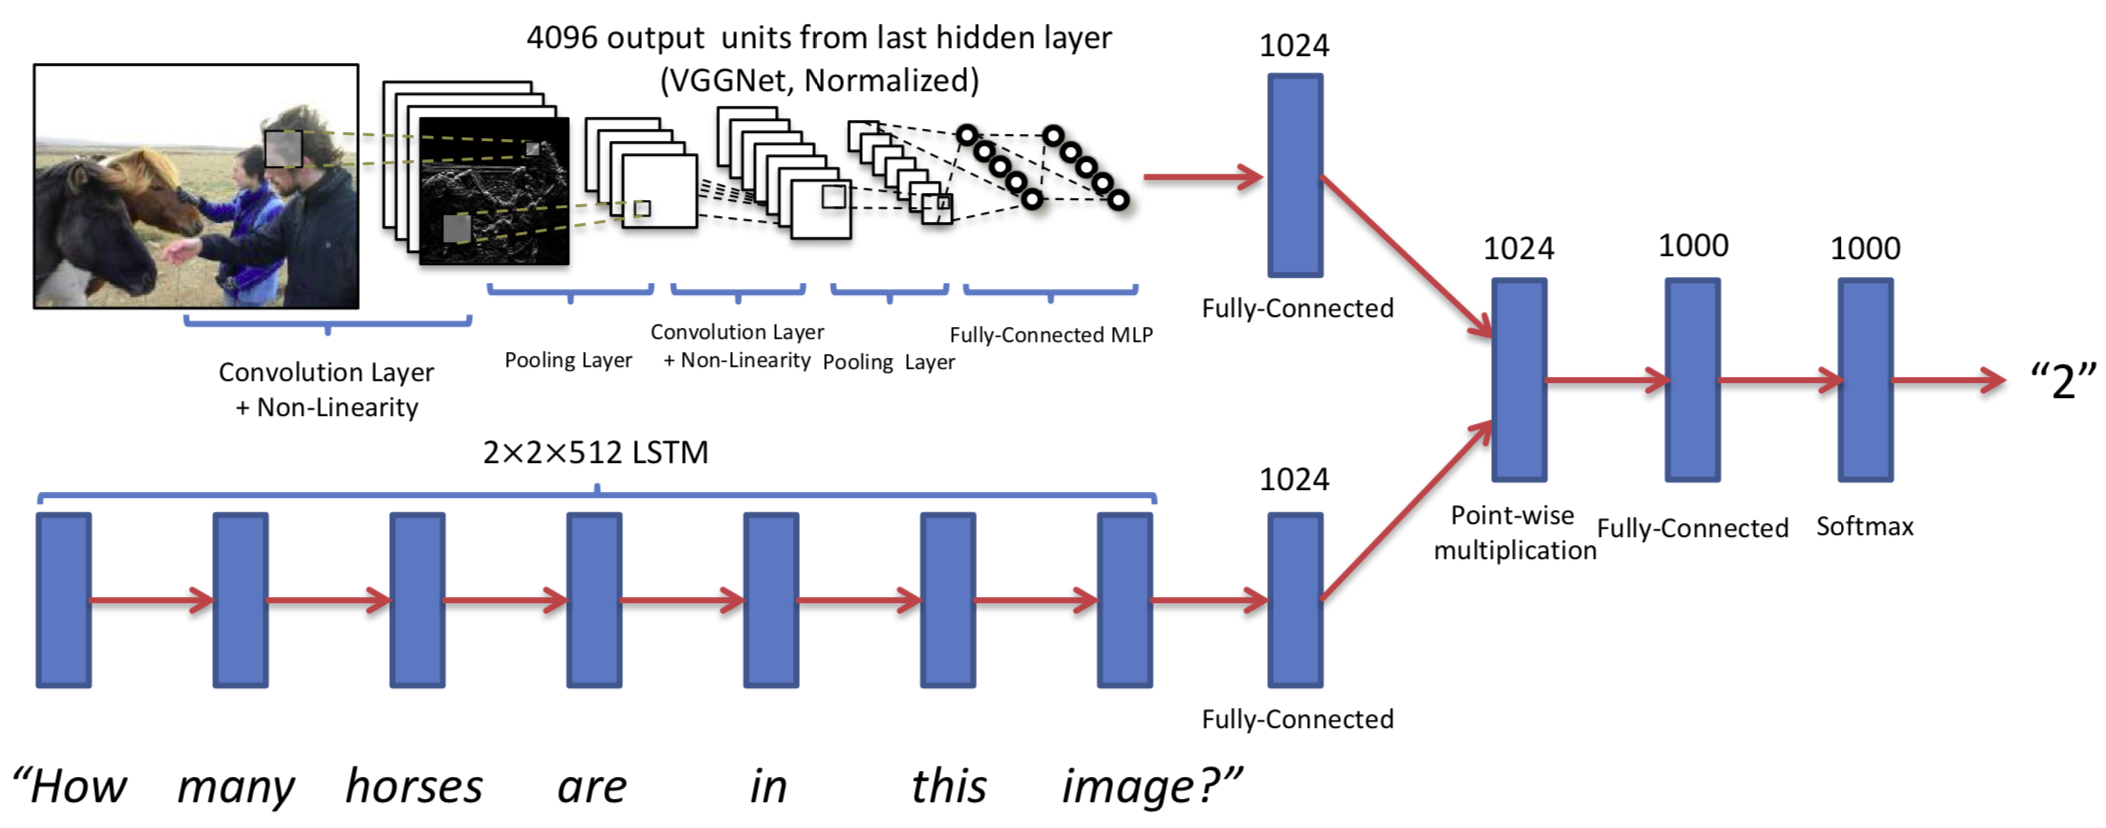 4096 output units from last hidden layer
(VGGNet, Normalized)
1024
Fully-Connected
Convolution Layer
+ Non-Linearity
Pooling Layer
Convolution Layer
+ Non-Linearity
Pooling Layer
Fully-Connected MLP
1024
Point-wise
multiplication
1000
Fully-Connected
1000
Softmax
“2”
2×2×512 LSTM
1024
Fully-Connected
“How many horses are in this image?”